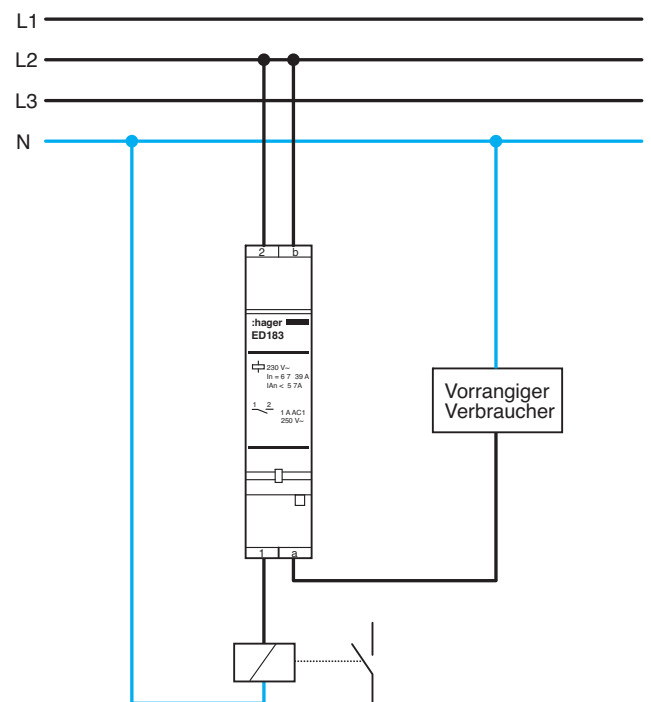 L1
L2
L3
N
2 b
:hager
ED183
230 V~
In = 6 7 39 A
IAn < 5 7A
1 2
1 A AC1
250 V~
Vorrangiger
Verbraucher
1 a